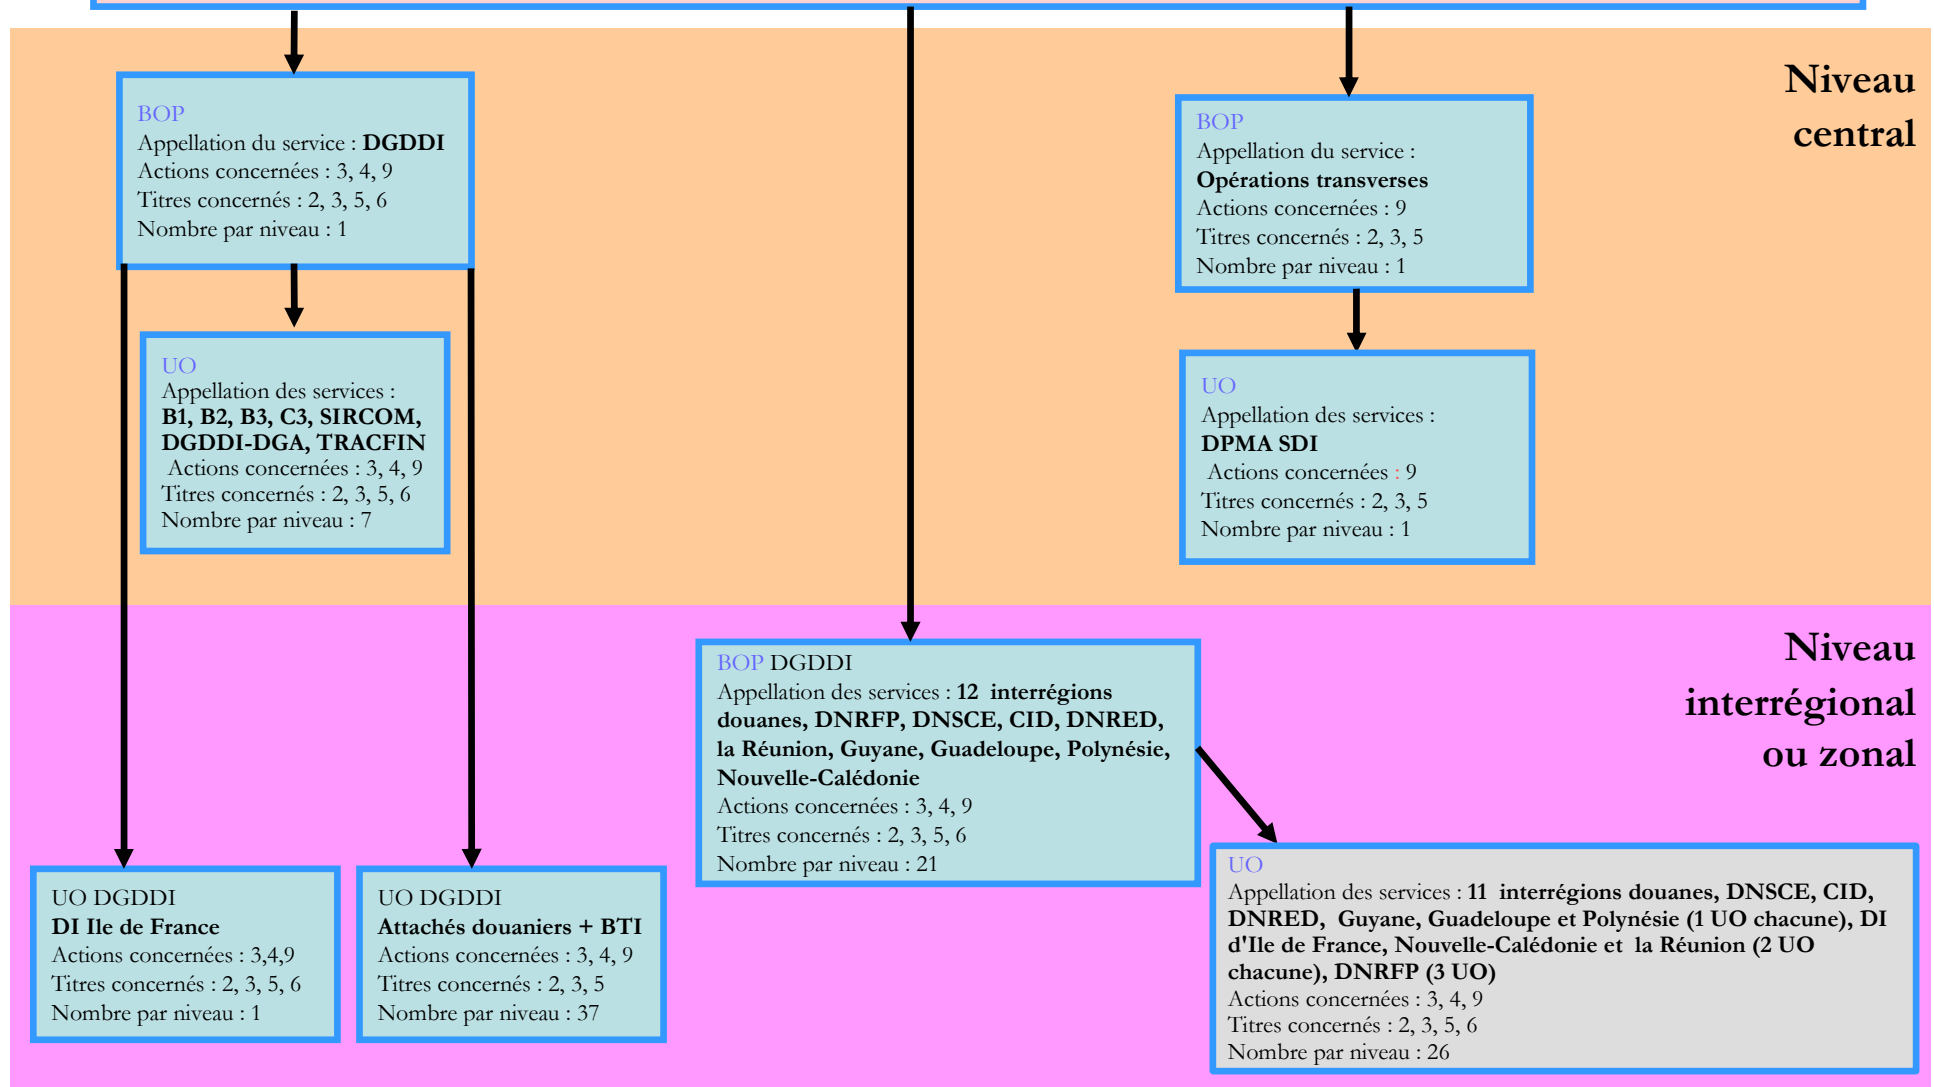 Niveau
central
BOP
Appellation du service : DGDDI
Actions concernées : 3, 4, 9
Titres concernés : 2, 3, 5, 6
Nombre par niveau : 1
BOP
Appellation du service :
Opérations transverses
Actions concernées : 9
Titres concernés : 2, 3, 5
Nombre par niveau : 1
UO
Appellation des services :
B1, B2, B3, C3, SIRCOM,
DGDDI-DGA, TRACFIN
Actions concernées : 3, 4, 9
Titres concernés : 2, 3, 5, 6
Nombre par niveau : 7
UO
Appellation des services :
DPMA SDI
Actions concernées : 9
Titres concernés : 2, 3, 5
Nombre par niveau : 1
Niveau
interrégional
ou zonal
BOP DGDDI
Appellation des services : 12 interrégions
douanes, DNRFP, DNSCE, CID, DNRED,
la Réunion, Guyane, Guadeloupe, Polynésie,
Nouvelle-Calédonie
Actions concernées : 3, 4, 9
Titres concernés : 2, 3, 5, 6
Nombre par niveau : 21
UO DGDDI
DI Ile de France
Actions concernées : 3,4,9
Titres concernés : 2, 3, 5, 6
Nombre par niveau : 1
UO DGDDI
Attachés douaniers + BTI
Actions concernées : 3, 4, 9
Titres concernés : 2, 3, 5
Nombre par niveau : 37
UO
Appellation des services : 11 interrégions douanes, DNSCE, CID,
DNRED, Guyane, Guadeloupe et Polynésie (1 UO chacune), DI
d'Ile de France, Nouvelle-Calédonie et la Réunion (2 UO
chacune), DNRFP (3 UO)
Actions concernées : 3, 4, 9
Titres concernés : 2, 3, 5, 6
Nombre par niveau : 26